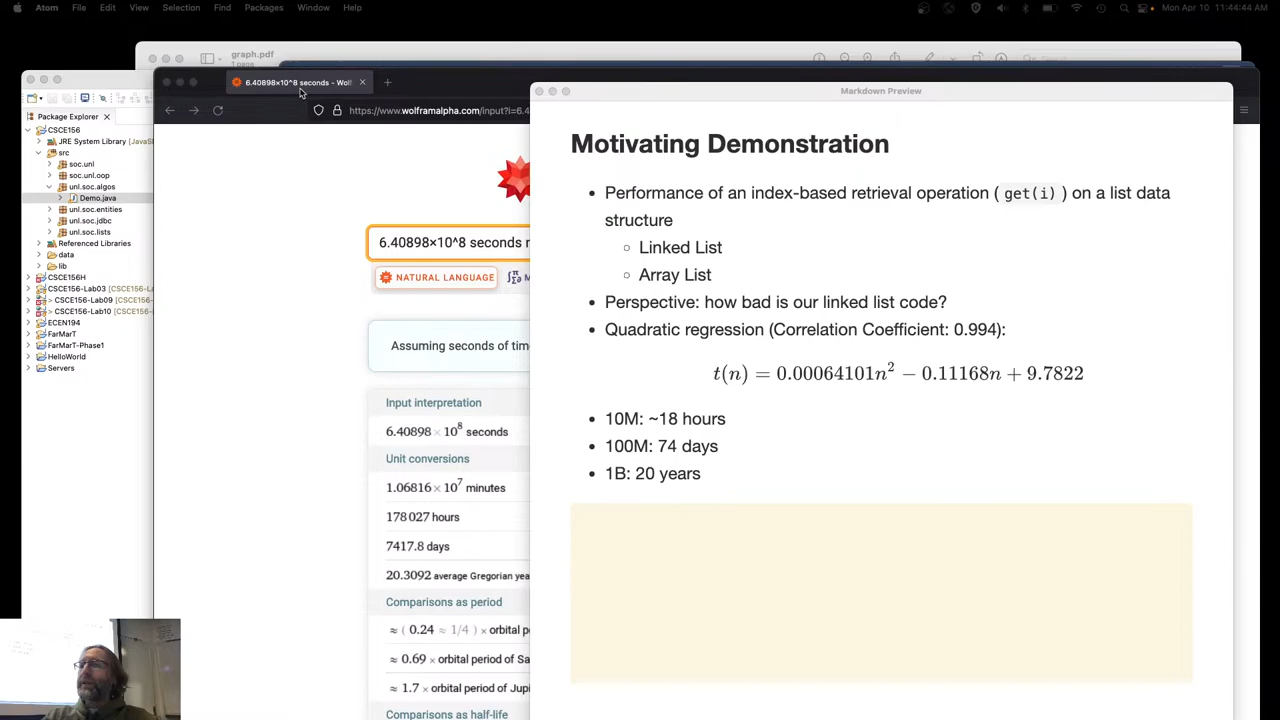 Atom File Edit View Selection Find Packages Window Help
Mon Apr 10 11:44:44 AM
graph.pdf
6.40898×10^8 seconds - Wol
https://www.wolframalpha.com/input?i=6.4
Package Explorer
CSCE156
JRE System Library [JavaS
src
soc.unl
unl.soc.oop
unl.soc.algos
Demo.java
unl.soc.entities
unl.soc.jdbc
unl.soc.lists
Referenced Libraries
data
lib
CSCE156H
CSCE156-Lab03 [CSCE156-
> CSCE156-Lab09 [CSCE15
> CSCE156-Lab10 [CSCE15
ECEN194
FarMarT
FarMarT-Phase1
HelloWorld
Servers
6.40898×10^8 seconds
NATURAL LANGUAGE
Assuming seconds of time
Input interpretation
6.40898 × 10⁸ seconds
Unit conversions
1.06816 × 10⁷ minutes
178 027 hours
7417.8 days
20.3092 average Gregorian yea
Comparisons as period
≈ ( 0.24 ≈ 1/4 ) × orbital p
≈ 0.69 × orbital period of Sa
≈ 1.7 × orbital period of Jup
Comparisons as half-life
Markdown Preview
Motivating Demonstration
• Performance of an index-based retrieval operation ( get(i) ) on a list data
structure
◦ Linked List
◦ Array List
• Perspective: how bad is our linked list code?
• Quadratic regression (Correlation Coefficient: 0.994):
t(n) = 0.00064101n² − 0.11168n + 9.7822
• 10M: ~18 hours
• 100M: 74 days
• 1B: 20 years